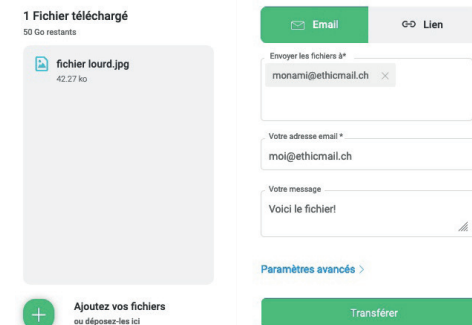 1 Fichier téléchargé
50 Go restants
fichier lourd.jpg
42.27 ko
Ajoutez vos fichiers
ou déposez-les ici
Email
Lien
Envoyer les fichiers à*
monami@ethicmail.ch
Votre adresse email *
moi@ethicmail.ch
Votre message
Voici le fichier!
Paramètres avancés
Transférer